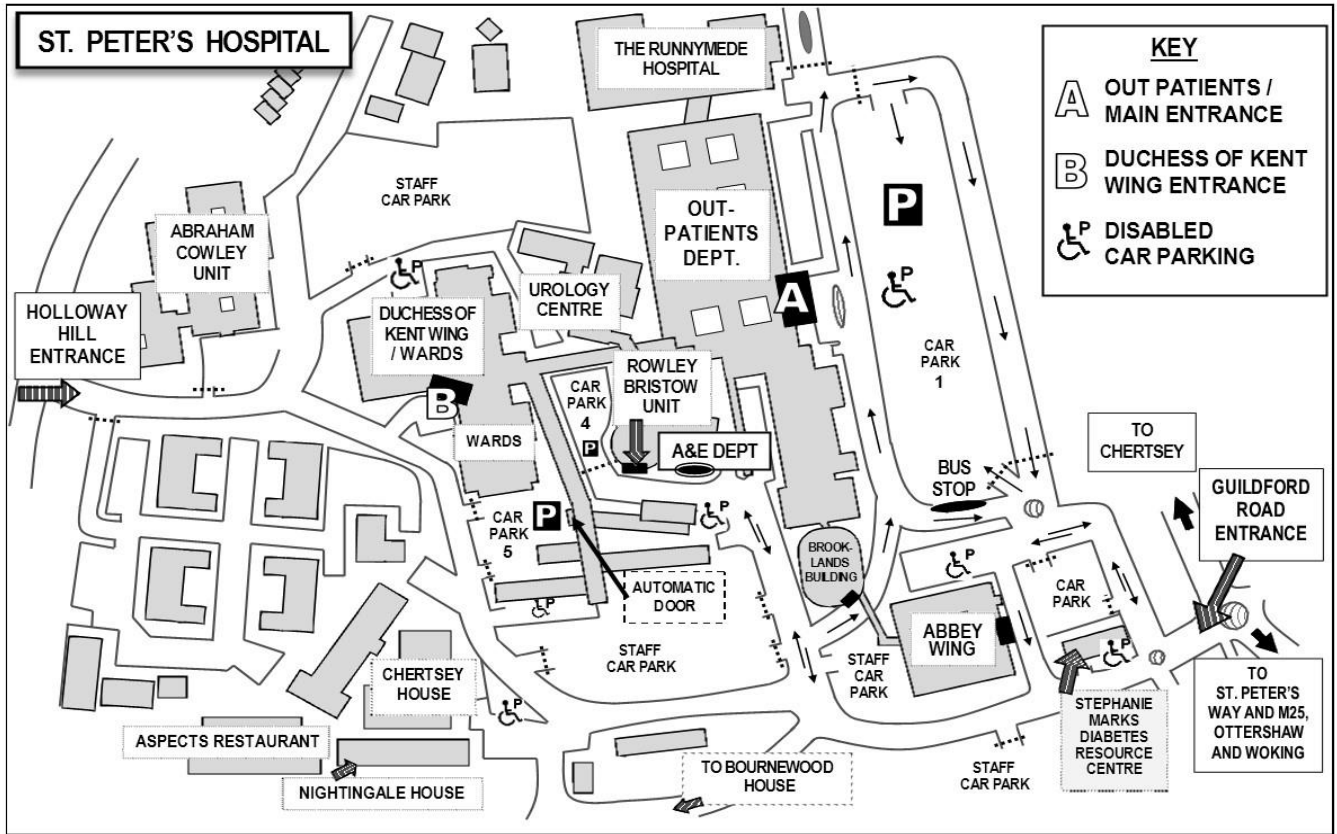 ST. PETER'S HOSPITAL
THE RUNNYMEDE
HOSPITAL
KEY
A
OUT PATIENTS /
MAIN ENTRANCE
B
DUCHESS OF KENT
WING ENTRANCE
P
DISABLED
CAR PARKING
STAFF
CAR PARK
ABRAHAM
COWLEY
UNIT
OUT-
PATIENTS
DEPT.
P
P
P
HOLLOWAY
HILL
ENTRANCE
DUCHESS OF
KENT WING
/ WARDS
UROLOGY
CENTRE
A
CAR
PARK
1
B
CAR
PARK
4
P
ROWLEY
BRISTOW
UNIT
WARDS
A&E DEPT
P
BUS
STOP
TO
CHERTSEY
GUILDFORD
ROAD
ENTRANCE
CAR
PARK
5
P
P
AUTOMATIC
DOOR
P
BROOK-
LANDS
BUILDING
P
CAR
PARK
ABBEY
WING
STAFF
CAR PARK
STAFF
CAR
PARK
P
CHERTSEY
HOUSE
P
TO
ST. PETER'S
WAY AND M25,
OTTERSHAW
AND WOKING
STEPHANIE
MARKS
DIABETES
RESOURCE
CENTRE
ASPECTS RESTAURANT
NIGHTINGALE HOUSE
TO BOURNEWOOD
HOUSE
STAFF
CAR PARK